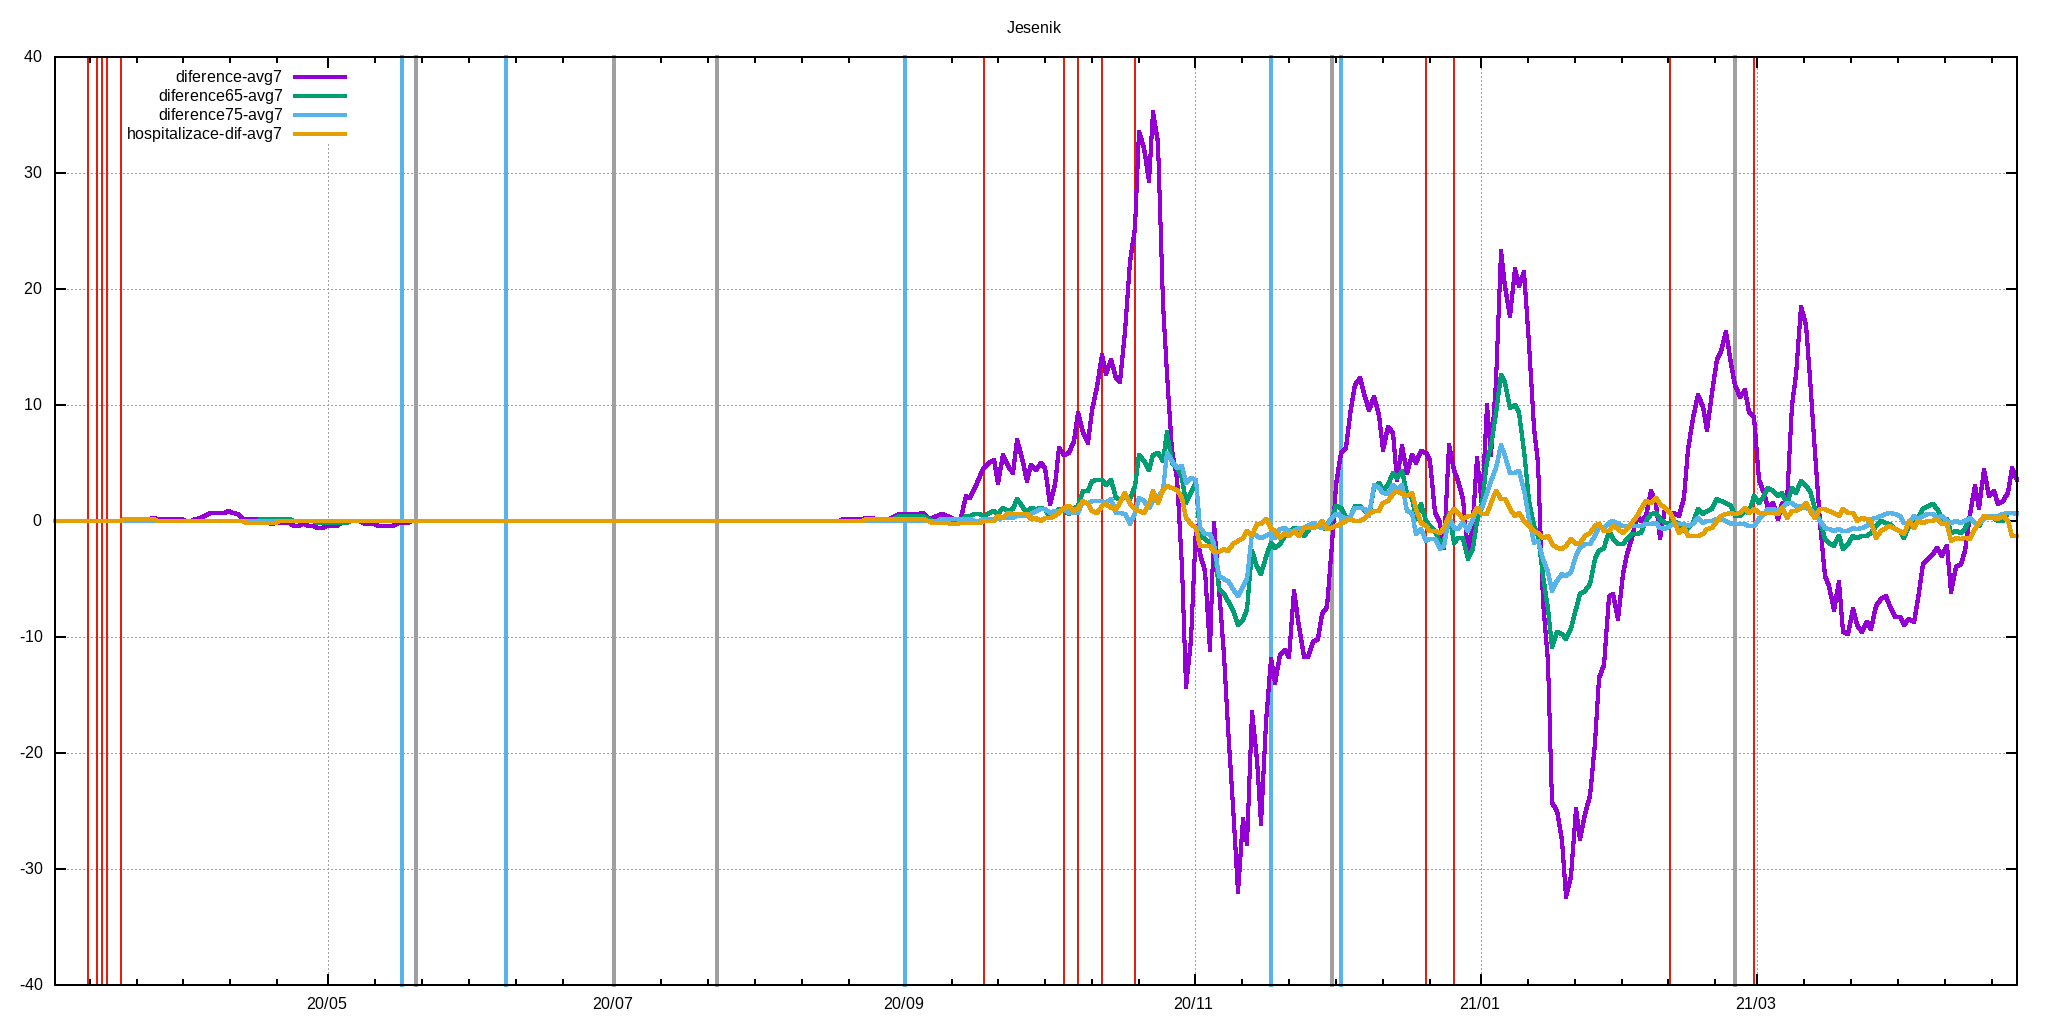 Jesenik
diference-avg7
diference65-avg7
diference75-avg7
hospitalizace-dif-avg7
40
30
20
10
0
-10
-20
-30
-40
20/05 20/07 20/09 20/11 21/01 21/03